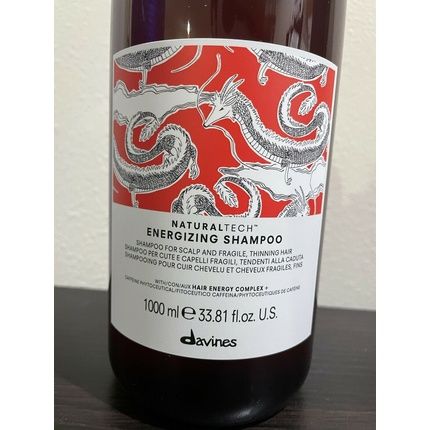 NATURALTECH™
ENERGIZING SHAMPOO
SHAMPOO FOR SCALP AND FRAGILE, THINNING HAIR
SHAMPOO PER CUTE E CAPELLI FRAGILI, TENDENTI ALLA CADUTA
SHAMPOOING POUR CUIR CHEVELU ET CHEVEUX FRAGILES, FINS
WITH/CON/AUX HAIR ENERGY COMPLEX +
CAFFEINE PHYTOCEUTICAL/FITOCEUTICO CAFFEINA/PHYTOCEUTIQUES DE CAFÉINE
1000 ml ℮ 33.81 fl.oz. U.S.
davines